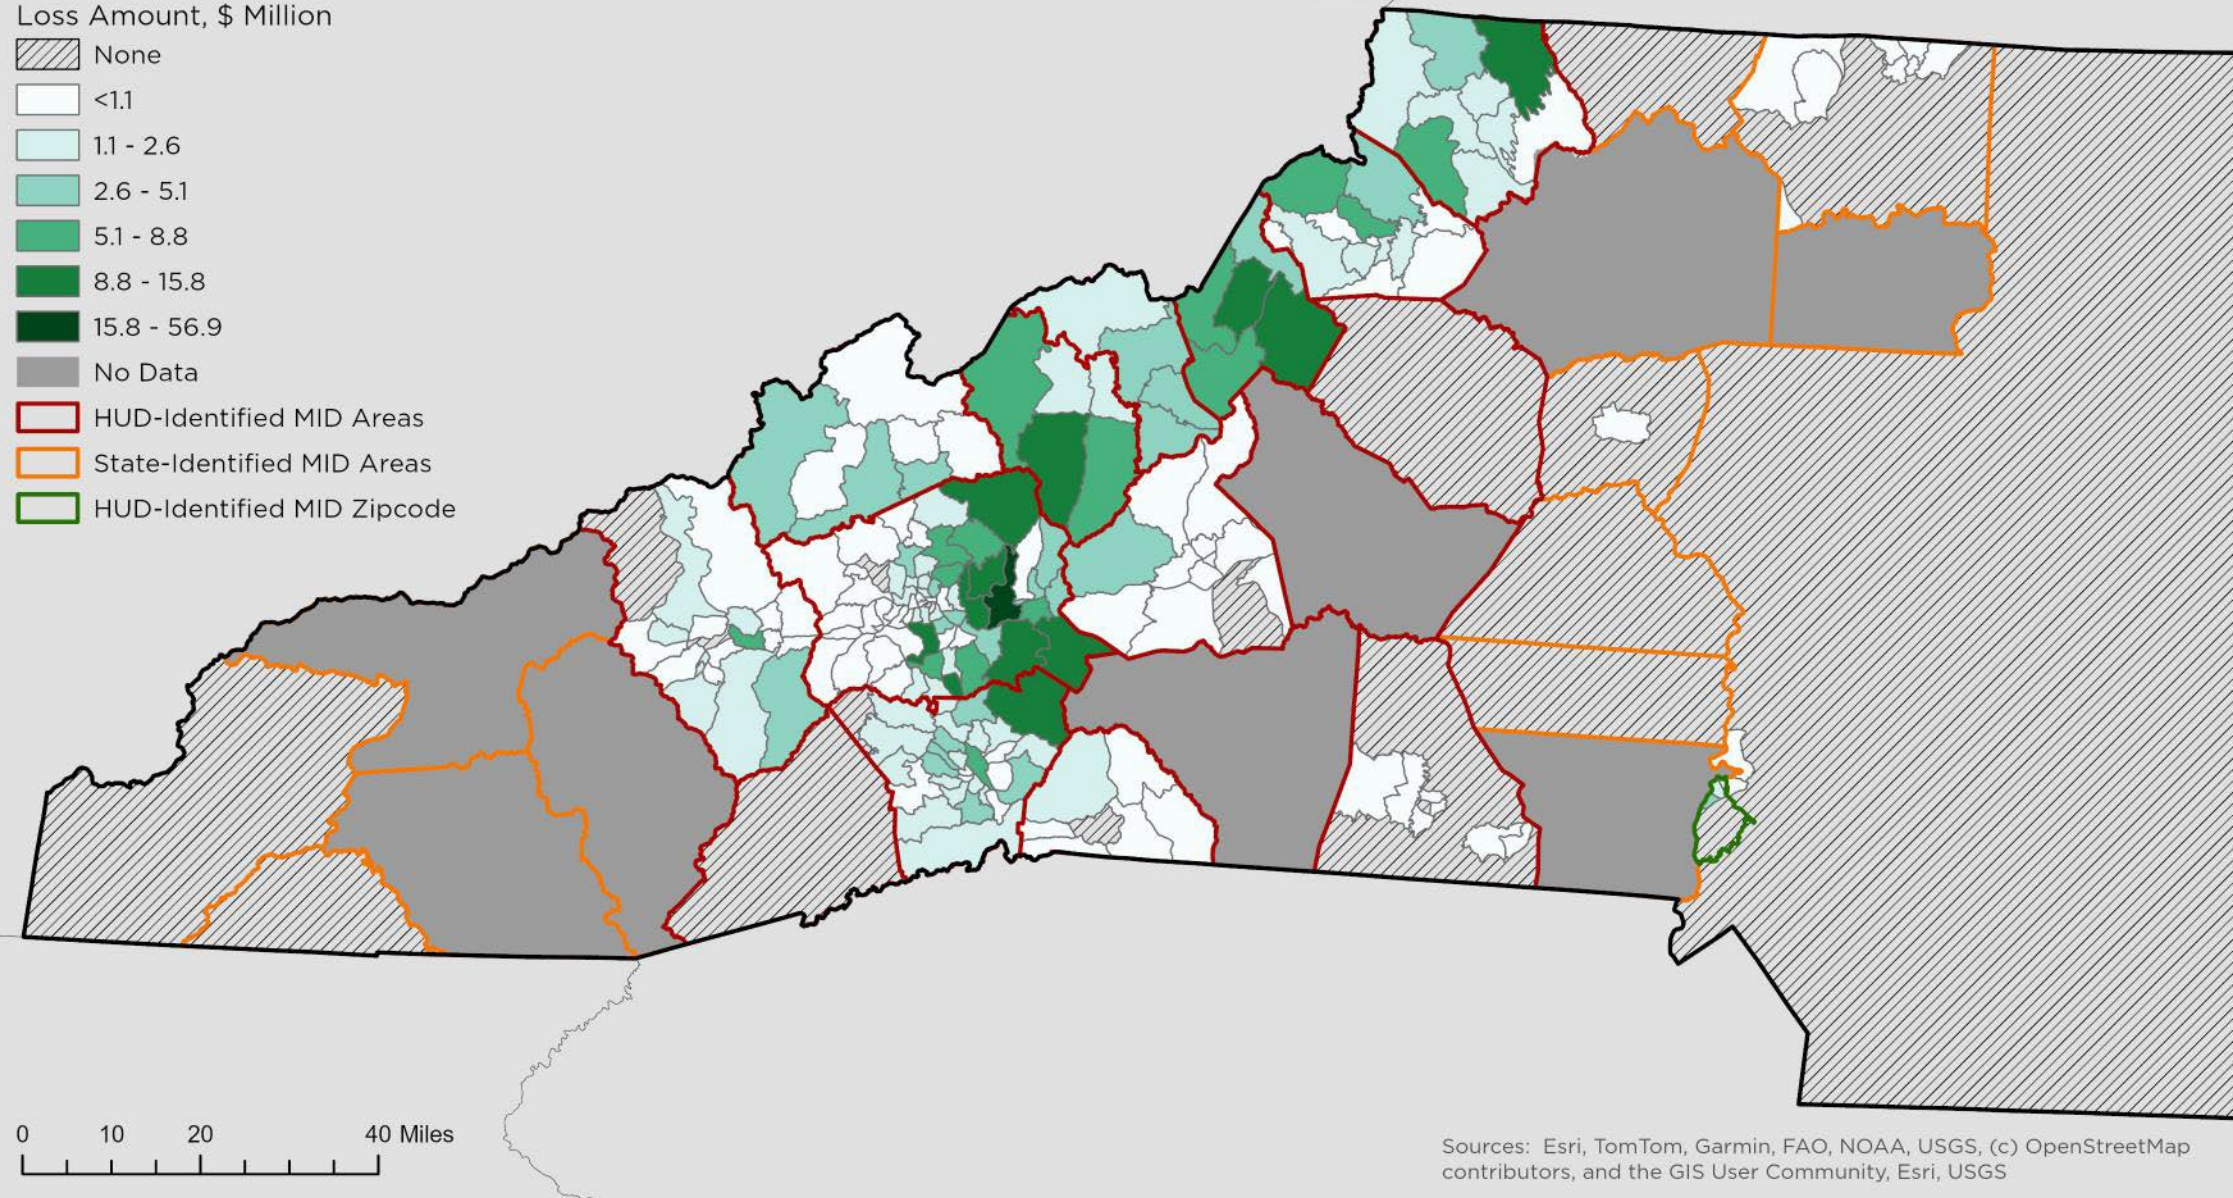 Loss Amount, $ Million
None
<1.1
1.1 - 2.6
2.6 - 5.1
5.1 - 8.8
8.8 - 15.8
15.8 - 56.9
No Data
HUD-Identified MID Areas
State-Identified MID Areas
HUD-Identified MID Zipcode
0 10 20 40 Miles
Sources: Esri, TomTom, Garmin, FAO, NOAA, USGS, (c) OpenStreetMap
contributors, and the GIS User Community, Esri, USGS